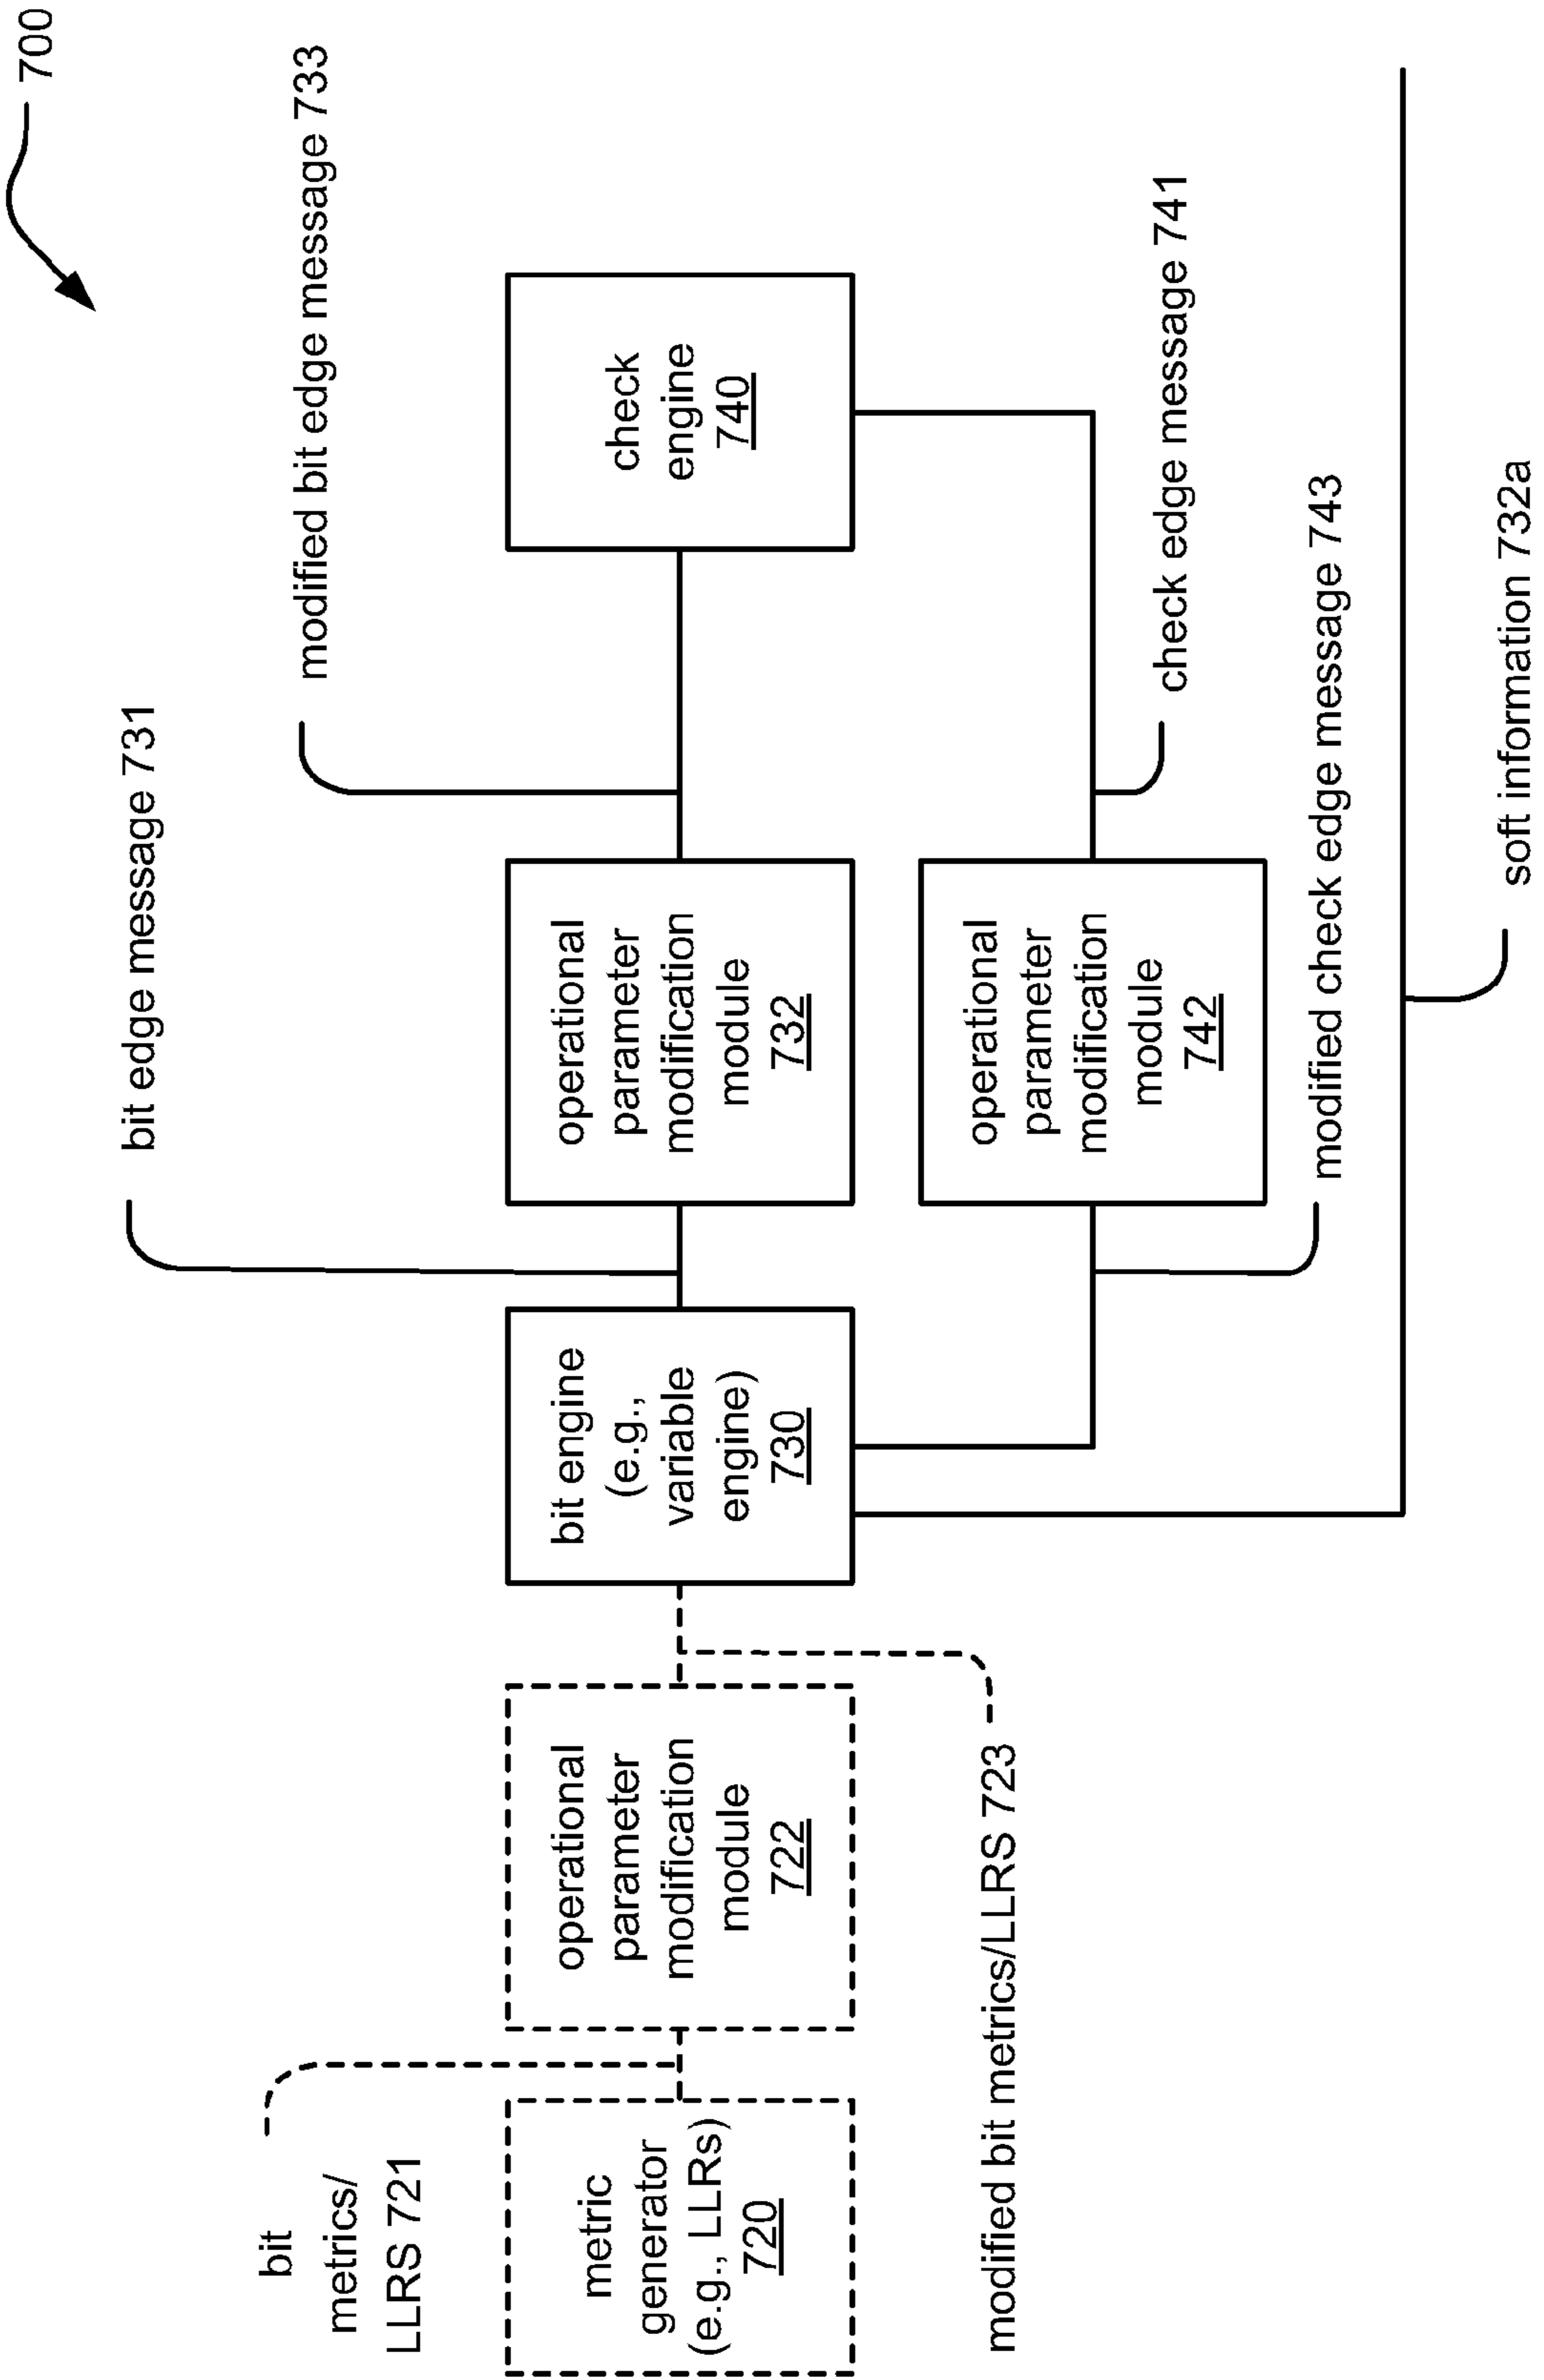 700
bit edge message 731
modified bit edge message 733
bit
metrics/
LLRS 721
metric
generator
(e.g., LLRs)
720
operational
parameter
modification
module
722
bit engine
(e.g.,
variable
engine)
730
operational
parameter
modification
module
732
check
engine
740
operational
parameter
modification
module
742
modified bit metrics/LLRS 723
check edge message 741
modified check edge message 743
soft information 732a